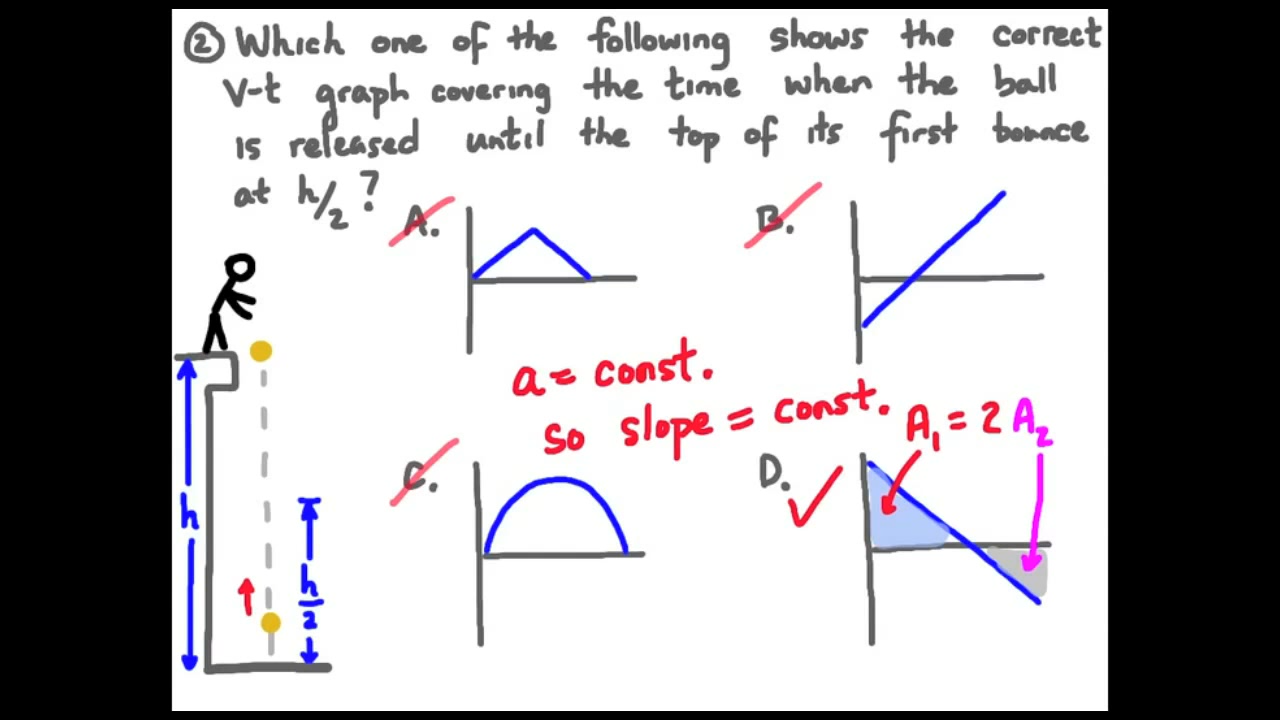 ② Which one of the following shows the correct
V-t graph covering the time when the ball
is released until the top of its first bounce
at h/2?
A.
B.
a = const.
so slope = const.
A₁ = 2 A₂
C.
D.
h
h/2